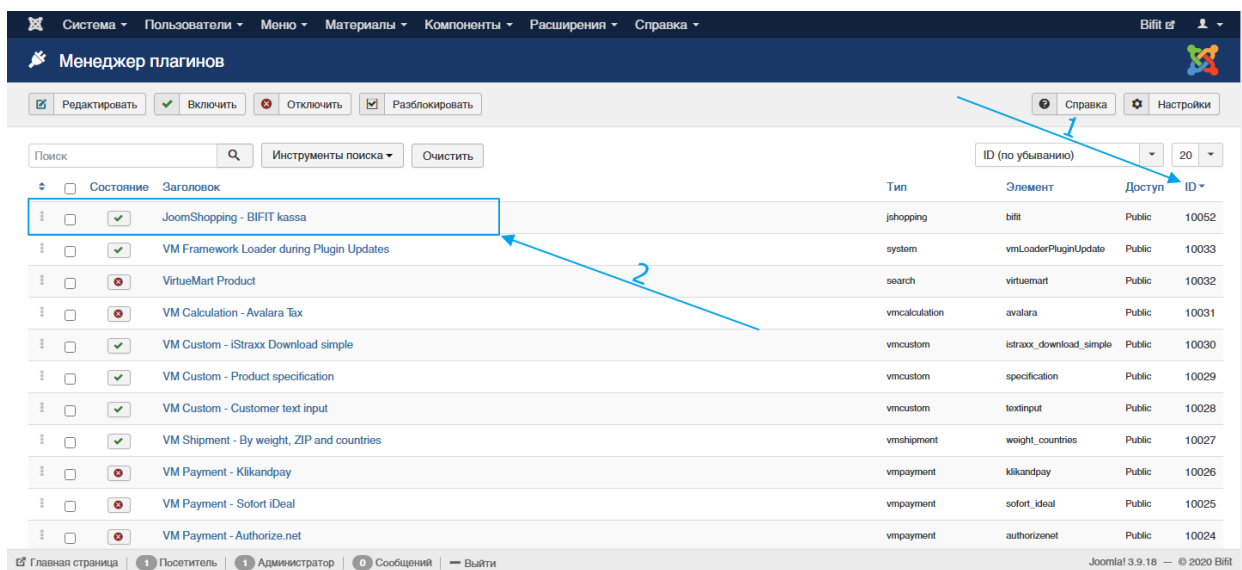 Система Пользователи Меню Материалы Компоненты Расширения Справка Bifit
Менеджер плагинов
Редактировать Включить Отключить Разблокировать Справка Настройки
1
Поиск Инструменты поиска Очистить ID (по убыванию) 20
Состояние Заголовок Тип Элемент Доступ ID
JoomShopping - BIFIT kassa jshopping bifit Public 10052
VM Framework Loader during Plugin Updates system vmLoaderPluginUpdate Public 10033
2
VirtueMart Product search virtuemart Public 10032
VM Calculation - Avalara Tax vmcalculation avalara Public 10031
VM Custom - iStraxx Download simple vmcustom istraxx_download_simple Public 10030
VM Custom - Product specification vmcustom specification Public 10029
VM Custom - Customer text input vmcustom textinput Public 10028
VM Shipment - By weight, ZIP and countries vmshipment weight_countries Public 10027
VM Payment - Klikandpay vmpayment klikandpay Public 10026
VM Payment - Sofort iDeal vmpayment sofort_ideal Public 10025
VM Payment - Authorize.net vmpayment authorizenet Public 10024
Главная страница 1 Посетитель 1 Администратор 0 Сообщений Выйти Joomla! 3.9.18 — © 2020 Bifit